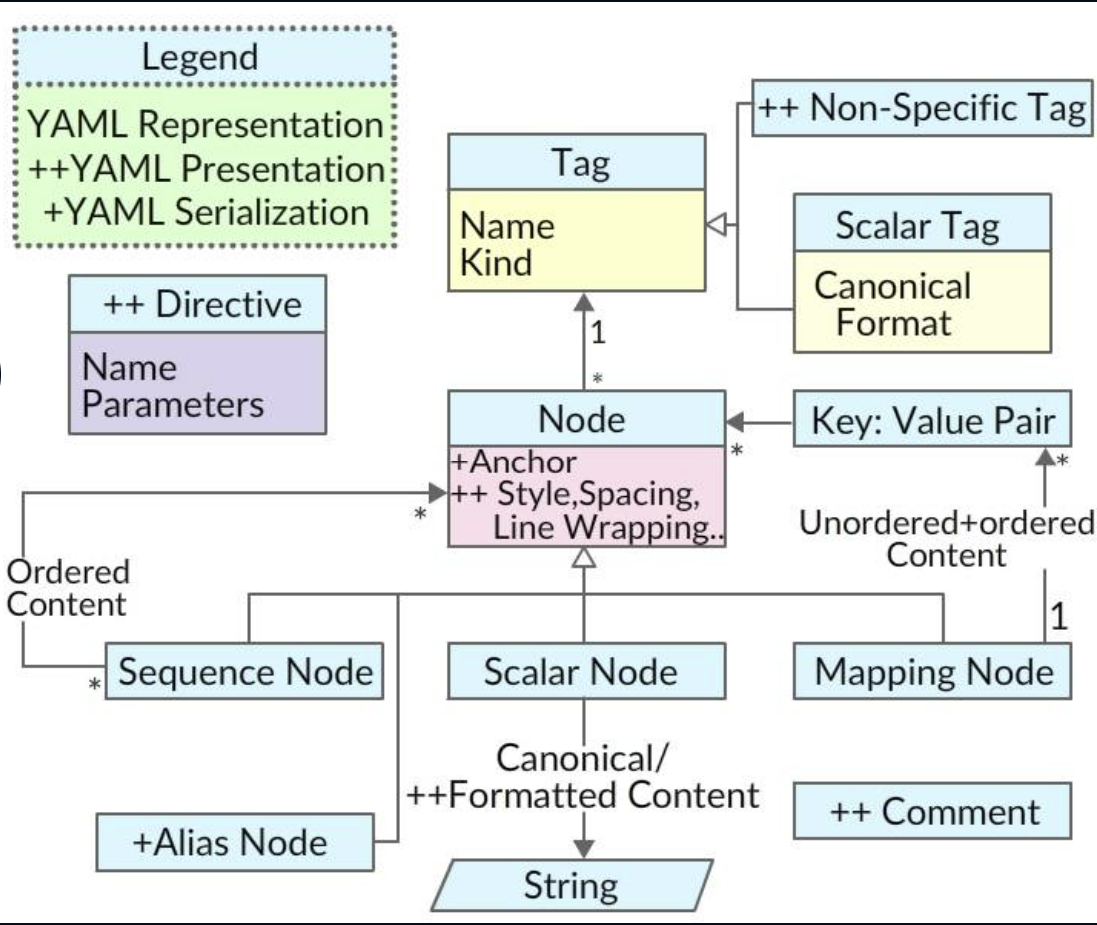 Legend
YAML Representation
++YAML Presentation
+YAML Serialization
++ Directive
Name
Parameters
Tag
Name
Kind
++ Non-Specific Tag
Scalar Tag
Canonical
Format
1
*
Node
+Anchor
++ Style,Spacing,
Line Wrapping..
*
Key: Value Pair
*
Unordered+ordered
Content
1
*
Ordered
Content
*
Sequence Node
Scalar Node
Mapping Node
Canonical/
++Formatted Content
+Alias Node
++ Comment
String